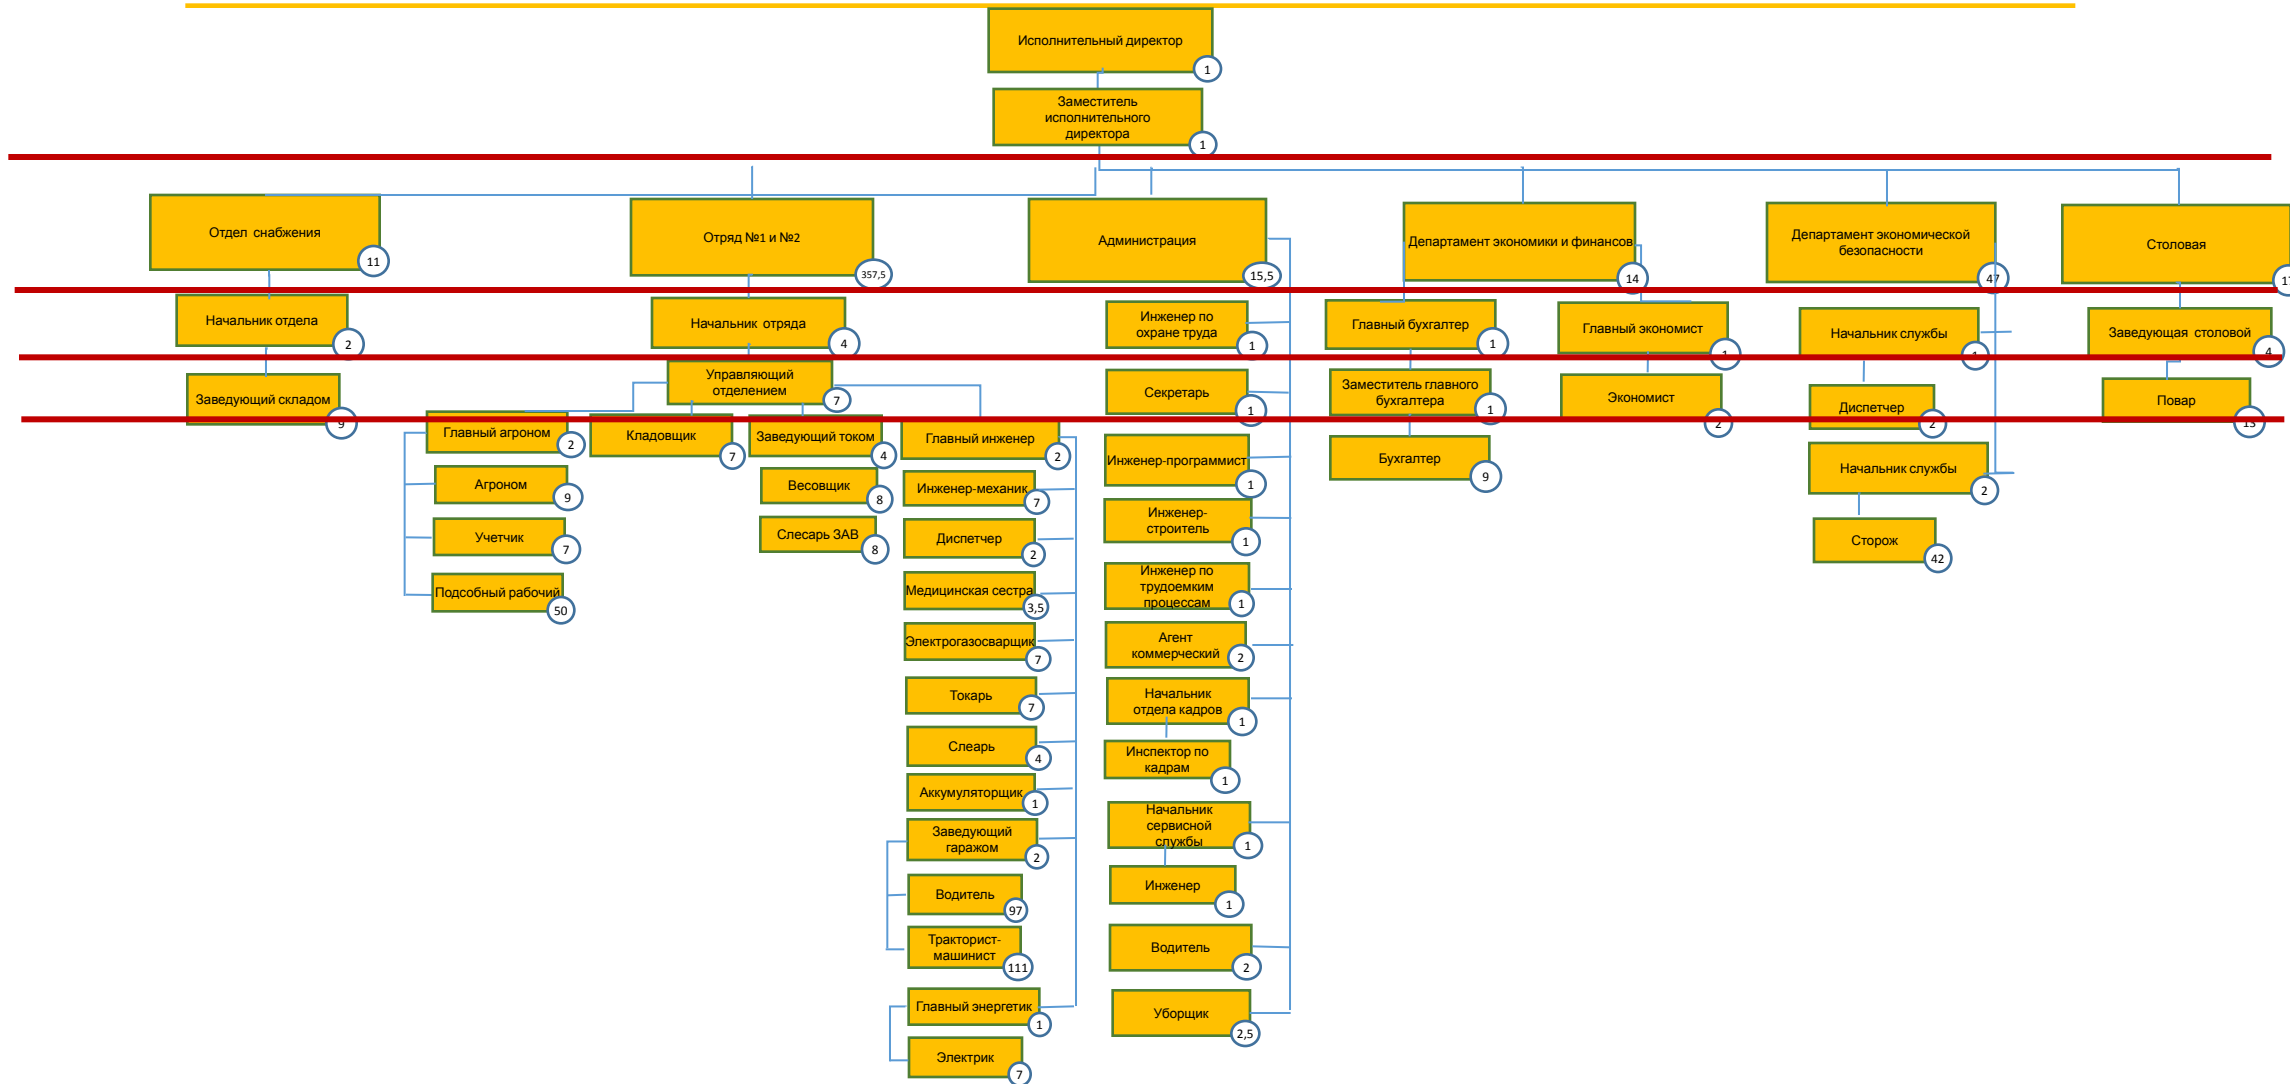 Исполнительный директор
1
Заместитель
исполнительного
директора
1
Отдел снабжения
11
Отряд №1 и №2
357,5
Администрация
15,5
Департамент экономики и финансов
14
Департамент экономической
безопасности
47
Столовая
17
Начальник отдела
2
Заведующий складом
9
Начальник отряда
4
Управляющий
отделением
7
Главный агроном
2
Агроном
9
Учетчик
7
Подсобный рабочий
50
Кладовщик
7
Заведующий током
4
Весовщик
8
Слесарь ЗАВ
8
Главный инженер
2
Инженер-механик
7
Диспетчер
2
Медицинская сестра
3,5
Электрогазосварщик
7
Токарь
7
Слеарь
4
Аккумуляторщик
1
Заведующий
гаражом
2
Водитель
97
Тракторист-
машинист
111
Главный энергетик
1
Электрик
7
Инженер по
охране труда
1
Секретарь
1
Инженер-программист
1
Инженер-
строитель
1
Инженер по
трудоемким
процессам
1
Агент
коммерческий
2
Начальник
отдела кадров
1
Инспектор по
кадрам
1
Начальник
сервисной
службы
1
Инженер
1
Водитель
2
Уборщик
2,5
Главный бухгалтер
1
Заместитель главного
бухгалтера
1
Бухгалтер
9
Главный экономист
1
Экономист
2
Начальник службы
1
Диспетчер
2
Начальник службы
2
Сторож
42
Заведующая столовой
4
Повар
13